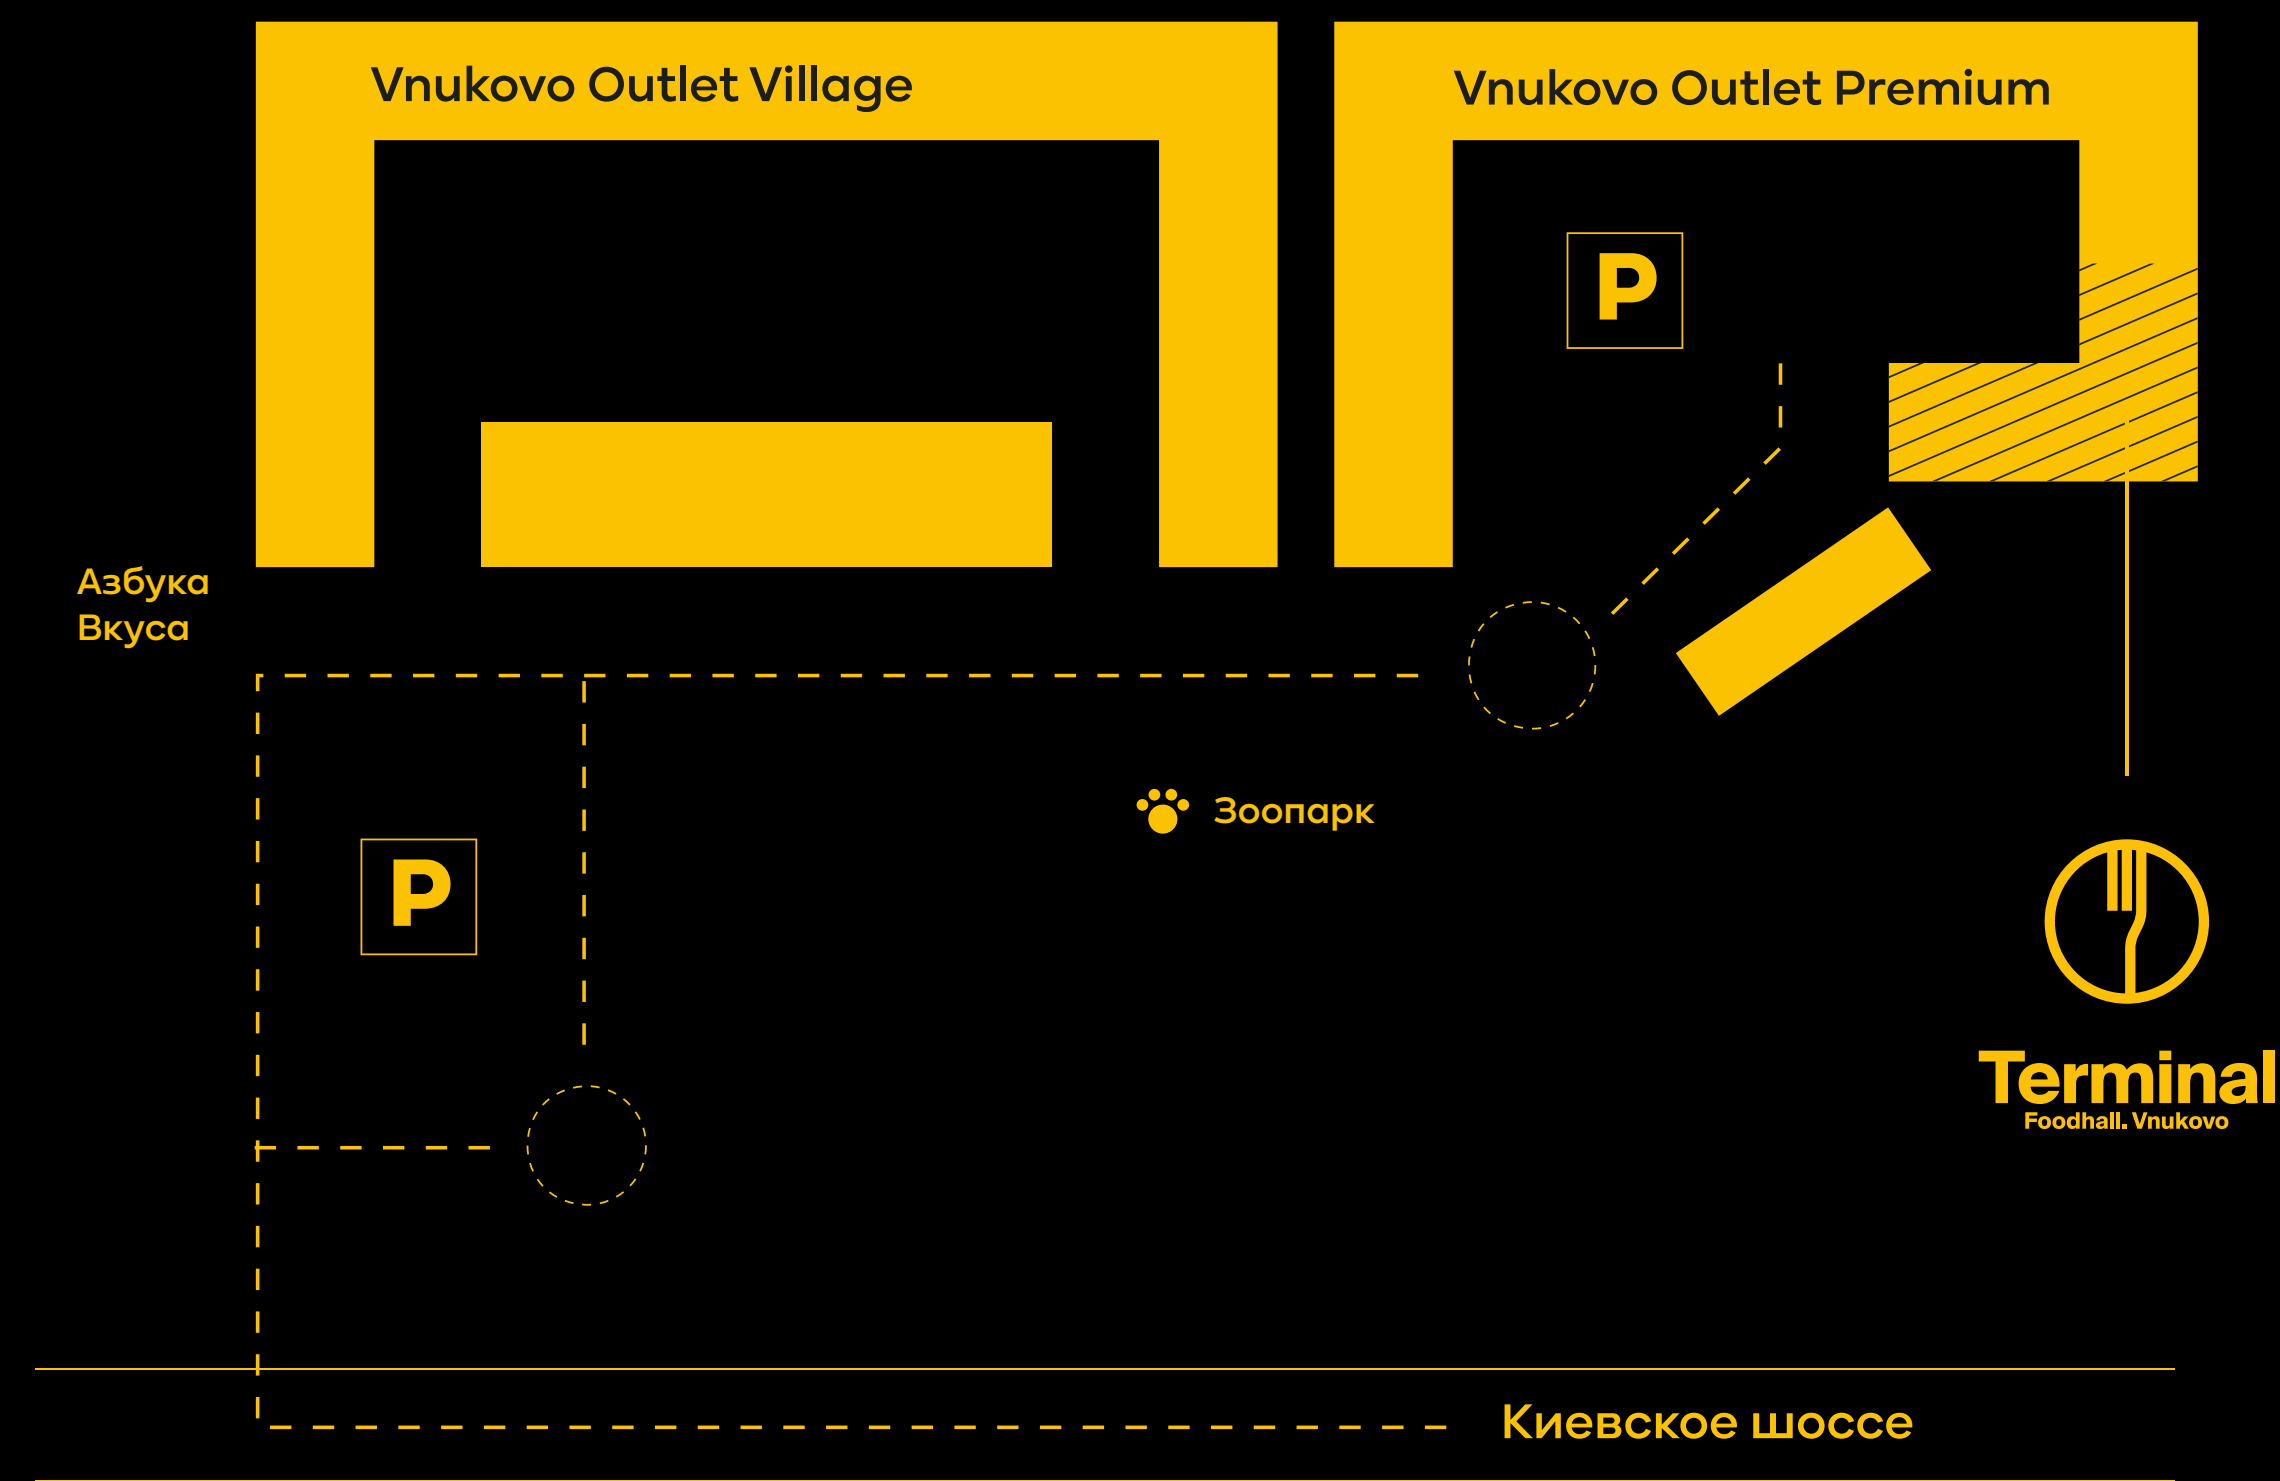 Vnukovo Outlet Village
Vnukovo Outlet Premium
P
Азбука
Вкуса
Зоопарк
P
Terminal
Foodhall. Vnukovo
Киевское шоссе